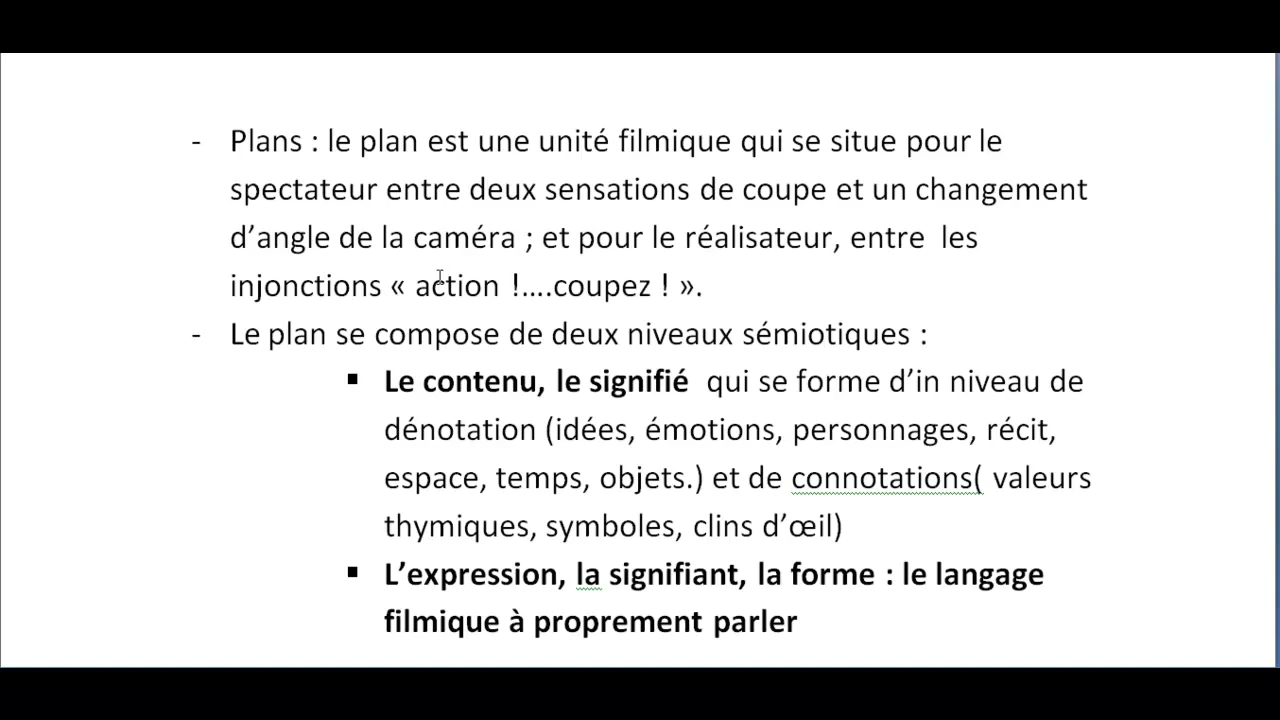 - Plans : le plan est une unité filmique qui se situe pour le
spectateur entre deux sensations de coupe et un changement
d’angle de la caméra ; et pour le réalisateur, entre  les
injonctions « action !….coupez ! ».
- Le plan se compose de deux niveaux sémiotiques :
▪ Le contenu, le signifié  qui se forme d’in niveau de
dénotation (idées, émotions, personnages, récit,
espace, temps, objets.) et de connotations( valeurs
thymiques, symboles, clins d’œil)
▪ L’expression, la signifiant, la forme : le langage
filmique à proprement parler